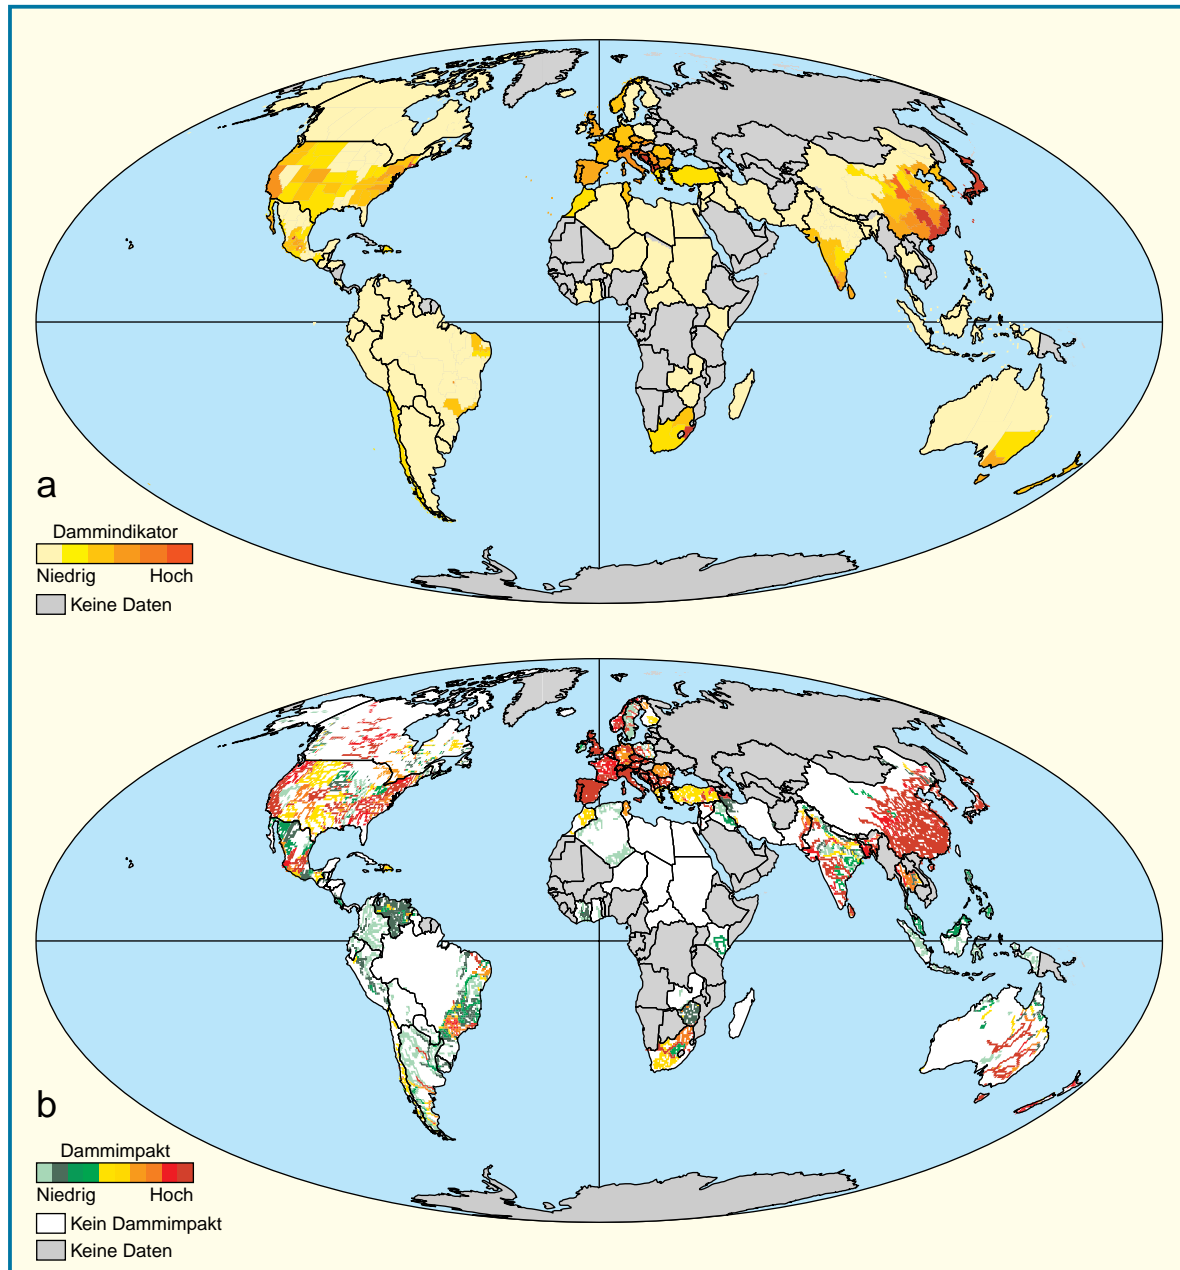 a
Dammindikator
Niedrig Hoch
Keine Daten
b
Dammimpakt
Niedrig Hoch
Kein Dammimpakt
Keine Daten